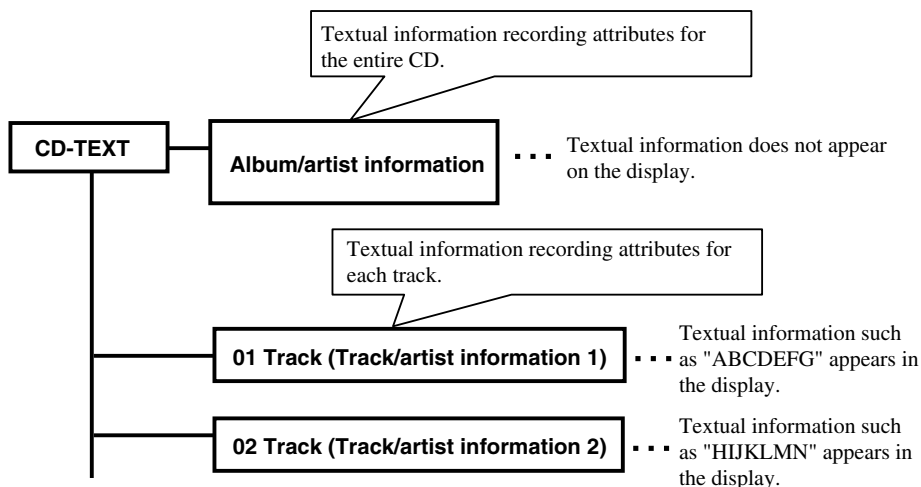 Textual information recording attributes for
the entire CD.
CD-TEXT
Album/artist information
... Textual information does not appear
on the display.
Textual information recording attributes for
each track.
01 Track (Track/artist information 1)
... Textual information such
as "ABCDEFG" appears in
the display.
02 Track (Track/artist information 2)
... Textual information such
as "HIJKLMN" appears in
the display.